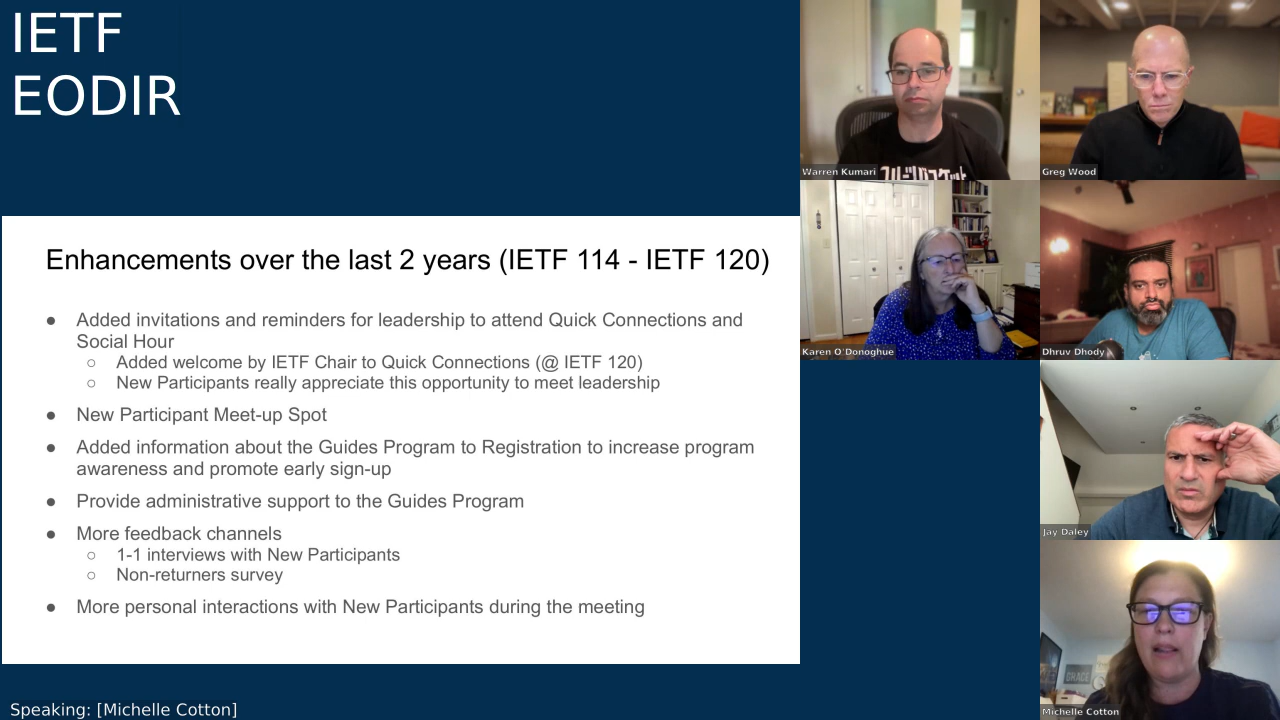 IETF
EODIR
Enhancements over the last 2 years (IETF 114 - IETF 120)
● Added invitations and reminders for leadership to attend Quick Connections and
Social Hour
○ Added welcome by IETF Chair to Quick Connections (@ IETF 120)
○ New Participants really appreciate this opportunity to meet leadership
● New Participant Meet-up Spot
● Added information about the Guides Program to Registration to increase program
awareness and promote early sign-up
● Provide administrative support to the Guides Program
● More feedback channels
○ 1-1 interviews with New Participants
○ Non-returners survey
● More personal interactions with New Participants during the meeting
Speaking: [Michelle Cotton]
Warren Kumari
Greg Wood
Karen O'Donoghue
Dhruv Dhody
Jay Daley
GRACE
Michelle Cotton